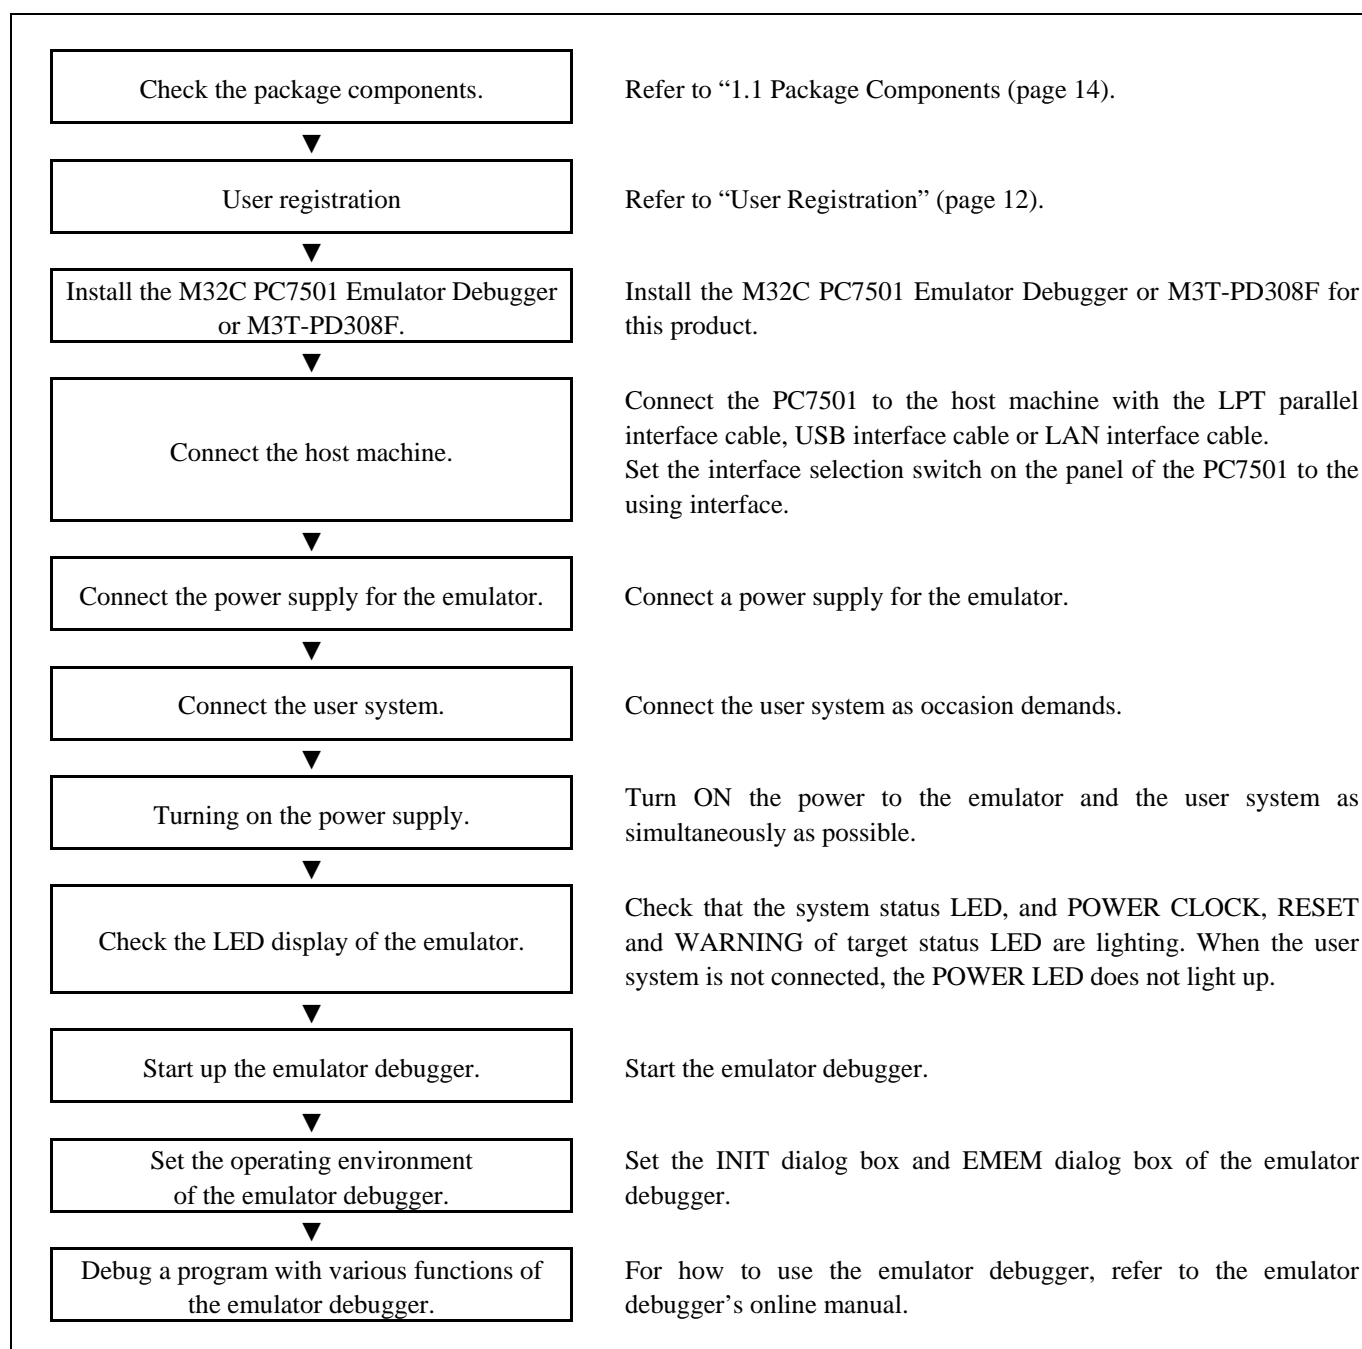 Check the package components.
Refer to “1.1 Package Components (page 14).
▼
User registration
Refer to “User Registration” (page 12).
▼
Install the M32C PC7501 Emulator Debugger
or M3T-PD308F.
Install the M32C PC7501 Emulator Debugger or M3T-PD308F for
this product.
▼
Connect the host machine.
Connect the PC7501 to the host machine with the LPT parallel
interface cable, USB interface cable or LAN interface cable.
Set the interface selection switch on the panel of the PC7501 to the
using interface.
▼
Connect the power supply for the emulator.
Connect a power supply for the emulator.
▼
Connect the user system.
Connect the user system as occasion demands.
▼
Turning on the power supply.
Turn ON the power to the emulator and the user system as
simultaneously as possible.
▼
Check the LED display of the emulator.
Check that the system status LED, and POWER CLOCK, RESET
and WARNING of target status LED are lighting. When the user
system is not connected, the POWER LED does not light up.
▼
Start up the emulator debugger.
Start the emulator debugger.
▼
Set the operating environment
of the emulator debugger.
Set the INIT dialog box and EMEM dialog box of the emulator
debugger.
▼
Debug a program with various functions of
the emulator debugger.
For how to use the emulator debugger, refer to the emulator
debugger’s online manual.